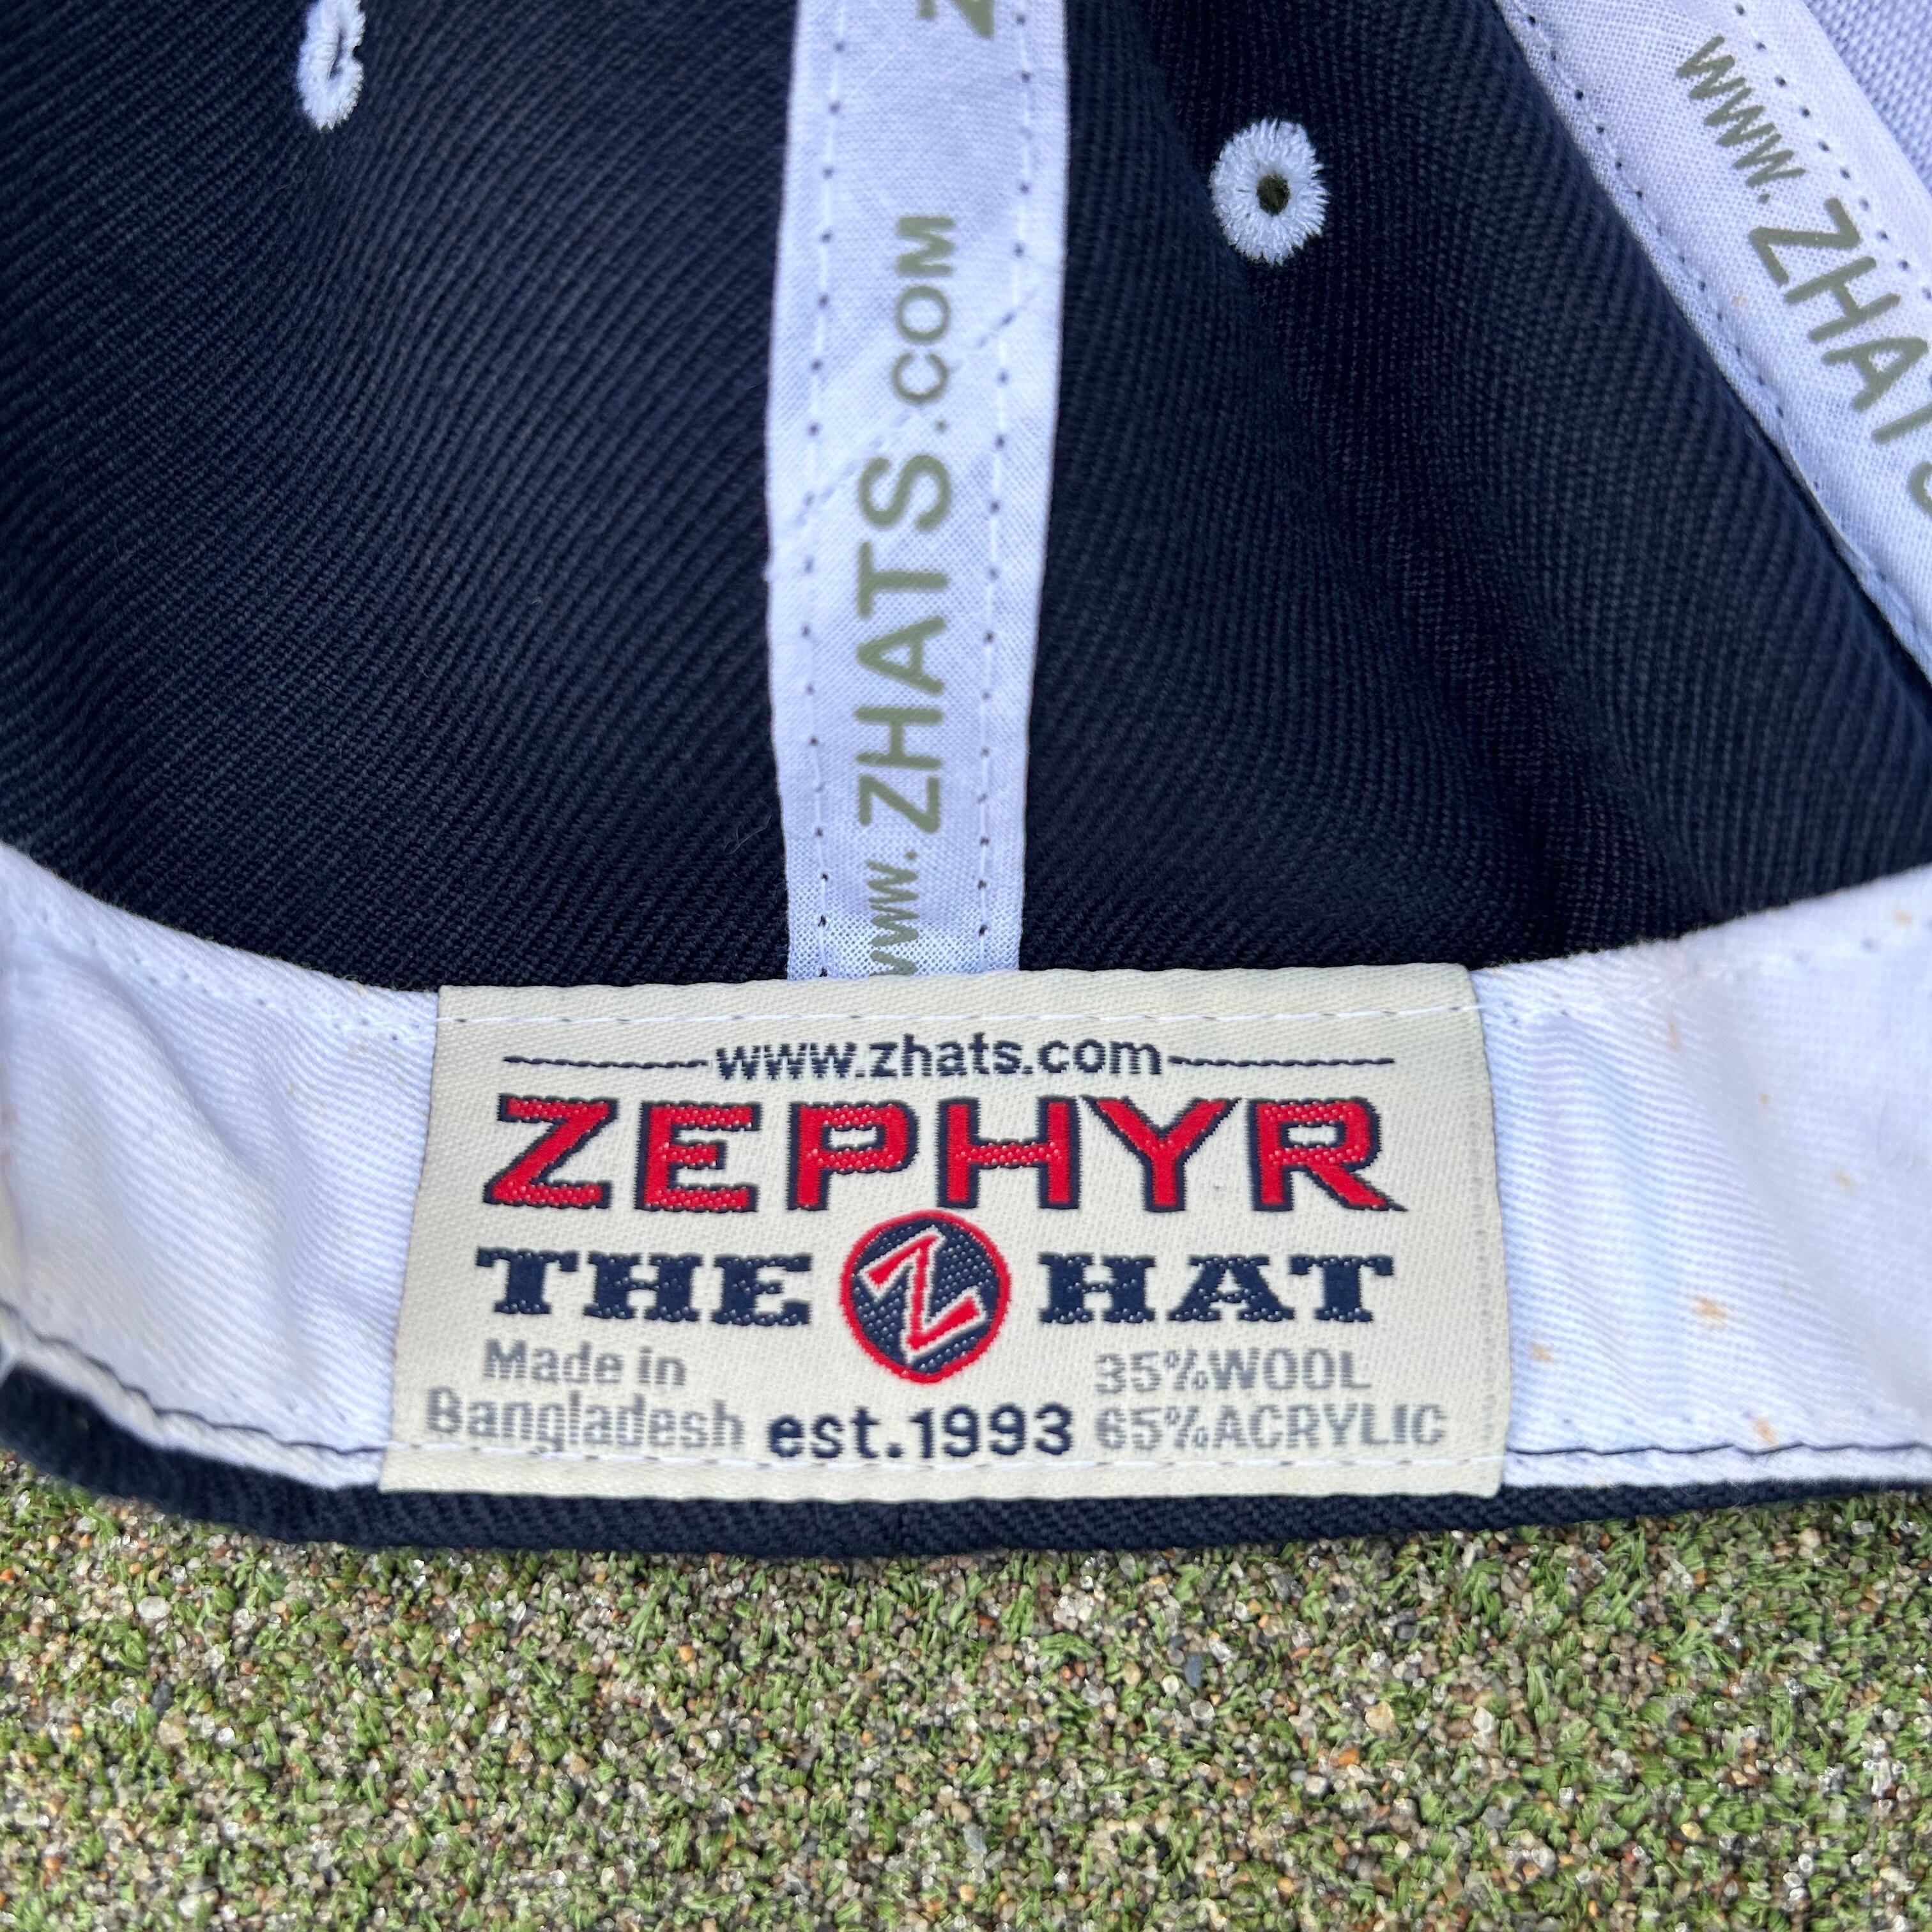 Z
www.ZHATS.COM
www.ZHATS
www.zhats.com
ZEPHYR
THE Z HAT
Made in
Bangladesh
est.1993
35%WOOL
65%ACRYLIC